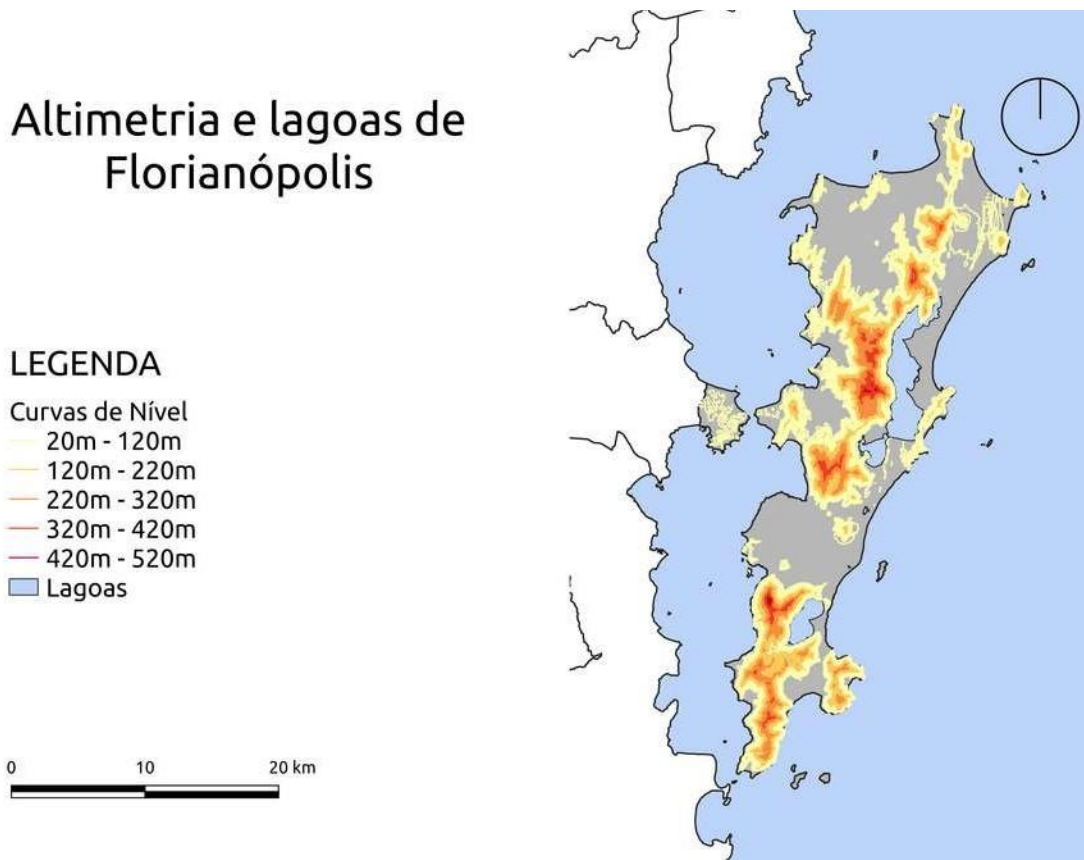 Altimetria e lagoas de
Florianópolis
LEGENDA
Curvas de Nível
20m - 120m
120m - 220m
220m - 320m
320m - 420m
420m - 520m
Lagoas
0 10 20 km